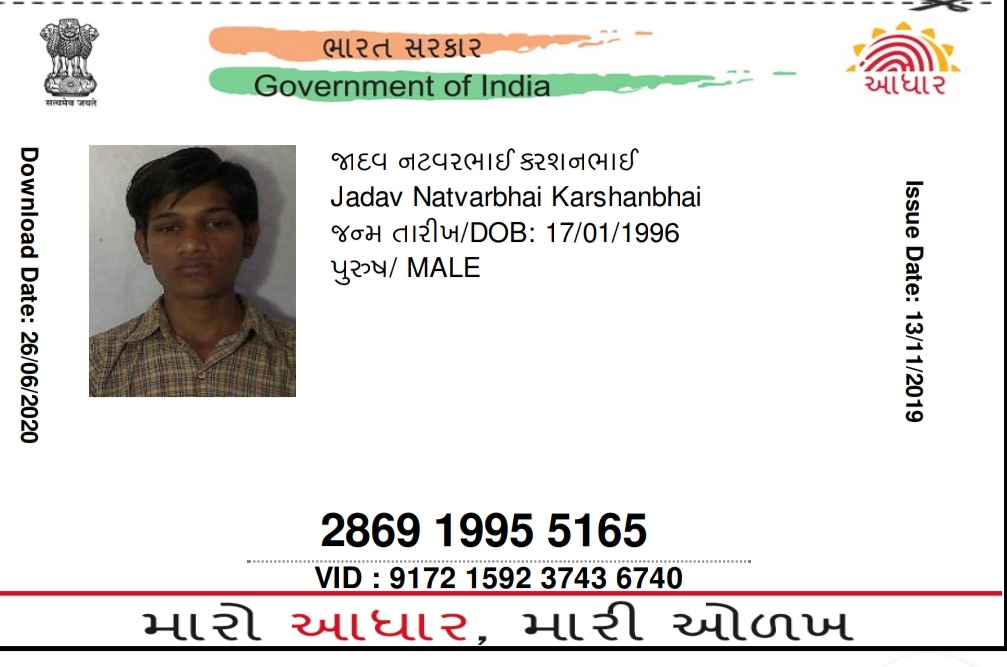 ભારત સરકાર
Government of India
सत्यमेव जयते
આધાર
Download Date: 26/06/2020
જાદવ નટવરભાઈ કરશનભાઈ
Jadav Natvarbhai Karshanbhai
જન્મ તારીખ/DOB: 17/01/1996
પુરુષ/ MALE
Issue Date: 13/11/2019
2869 1995 5165
VID : 9172 1592 3743 6740
મારો આધાર, મારી ઓળખ